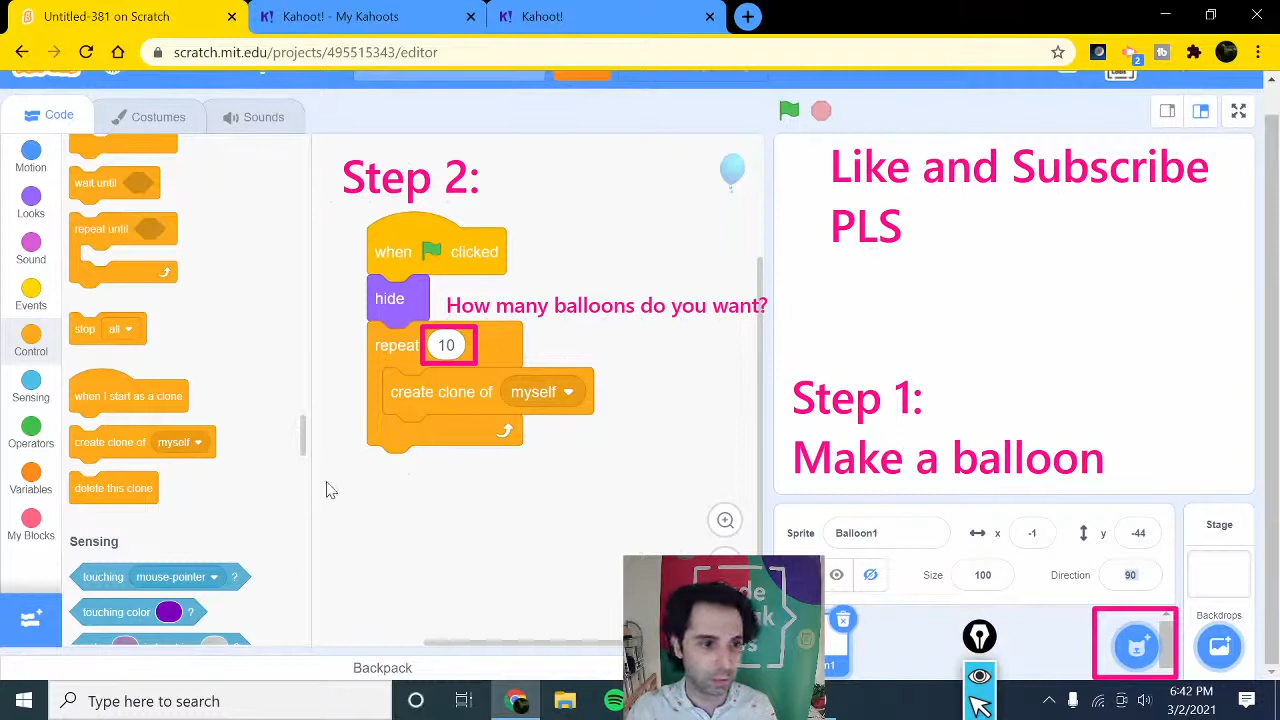 Untitled-381 on Scratch
Kahoot! - My Kahoots
Kahoot!
scratch.mit.edu/projects/495515343/editor
2
tb
Code
Costumes
Sounds
Motion
Looks
Sound
Events
Control
Sensing
Operators
Variables
My Blocks
wait until
repeat until
stop all
when I start as a clone
create clone of myself
delete this clone
Sensing
touching mouse-pointer ?
touching color ?
Step 2:
when clicked
hide
How many balloons do you want?
repeat 10
create clone of myself
Like and Subscribe
PLS
Step 1:
Make a balloon
Sprite Balloon1 x -1 y -44
Size 100 Direction 90
Stage
Backdrops
Backpack
Type here to search
6:42 PM
3/2/2021